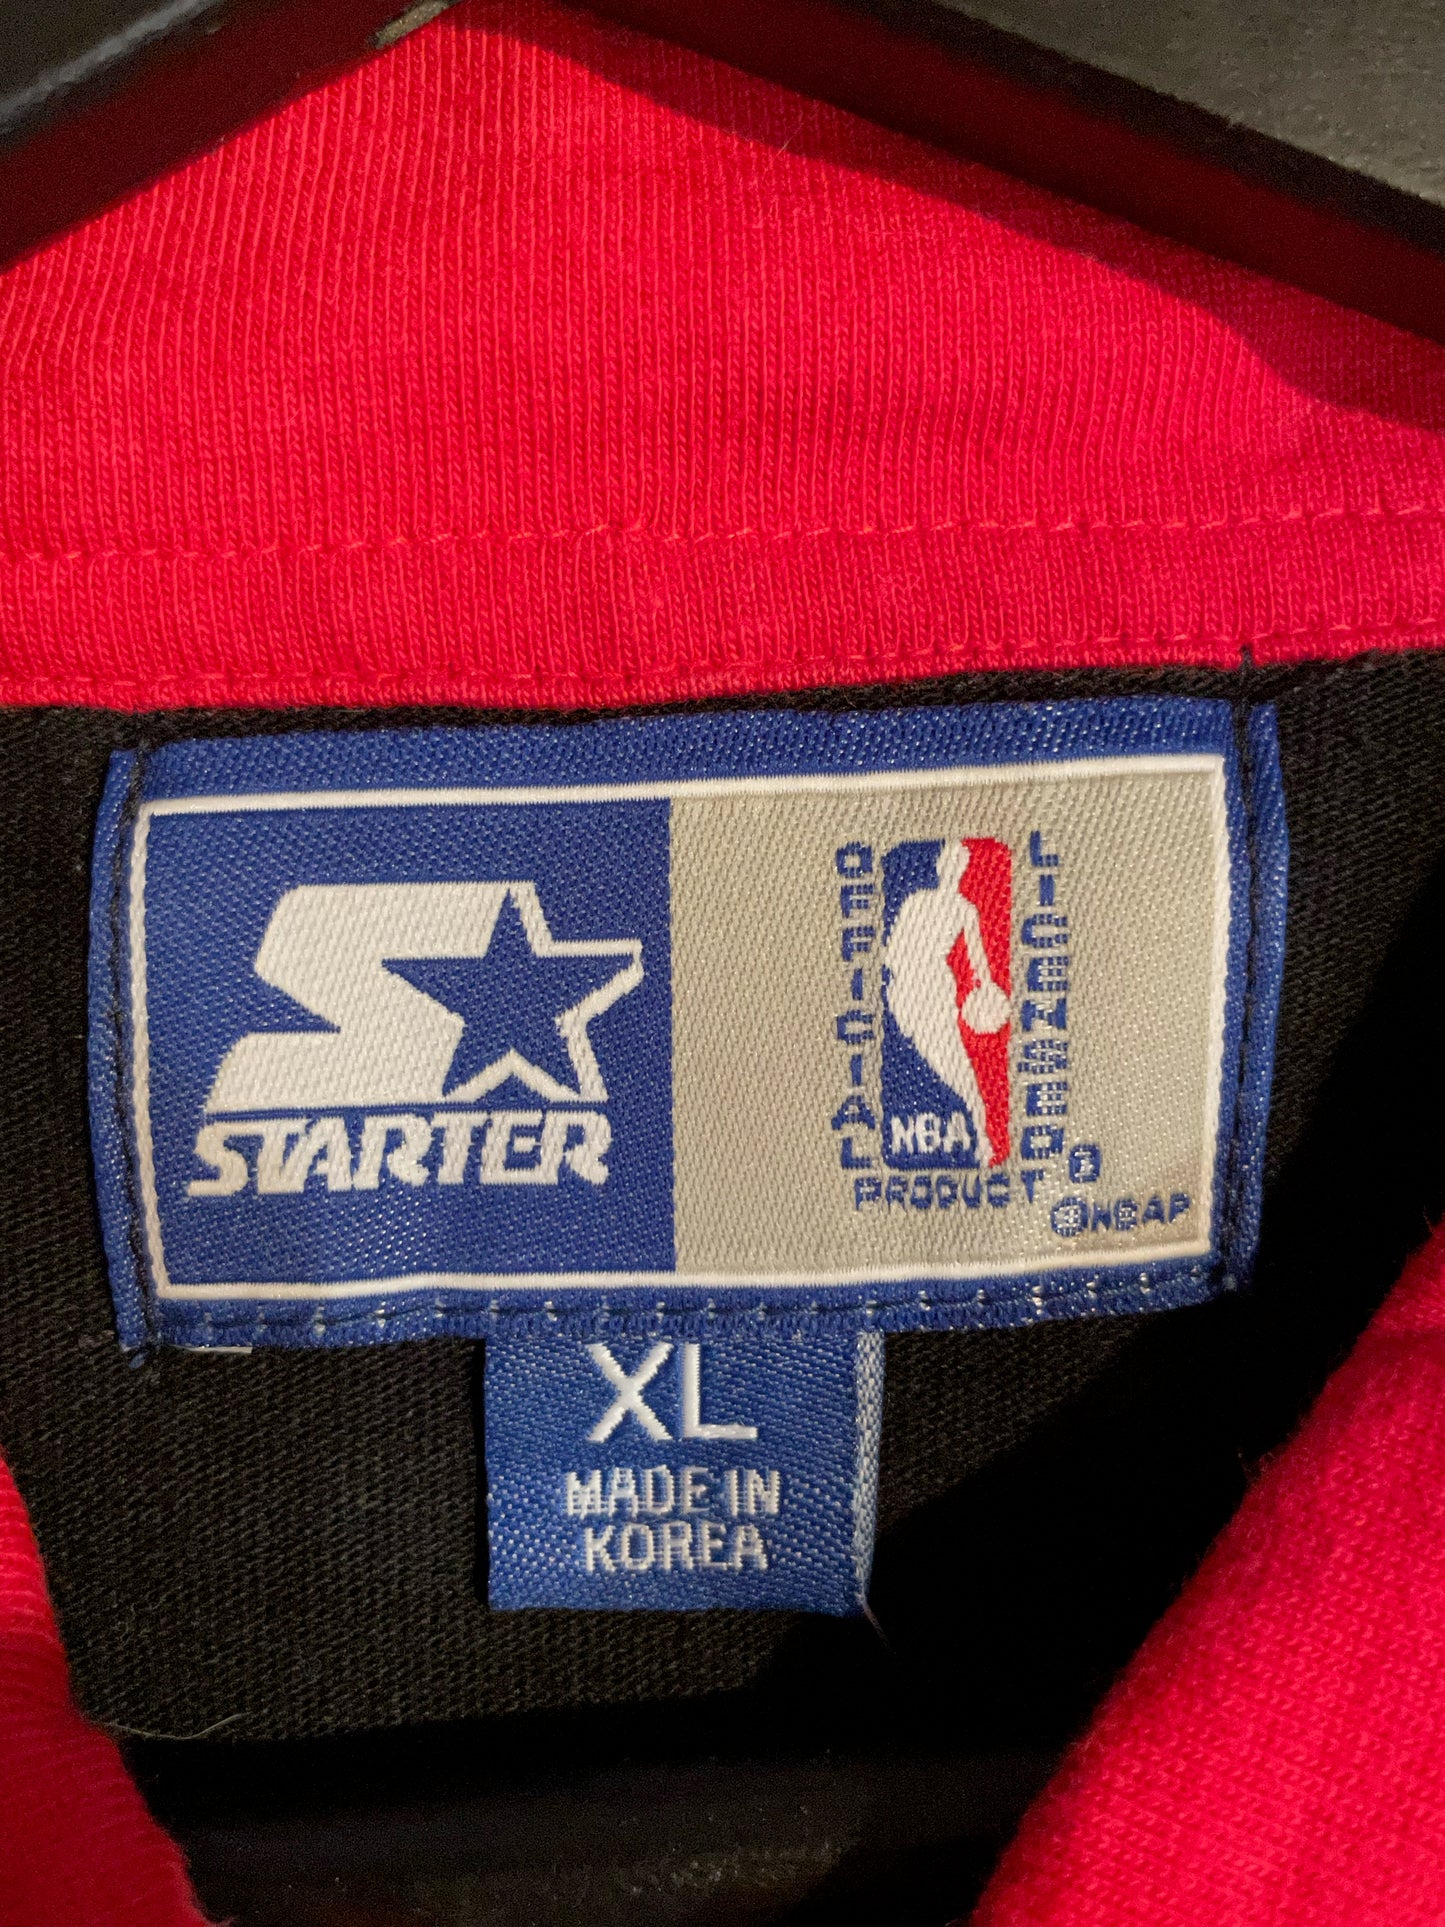 STARTER
OFFICIAL
LICENSED
NBA
PRODUCT
NBAP
XL
MADE IN
KOREA